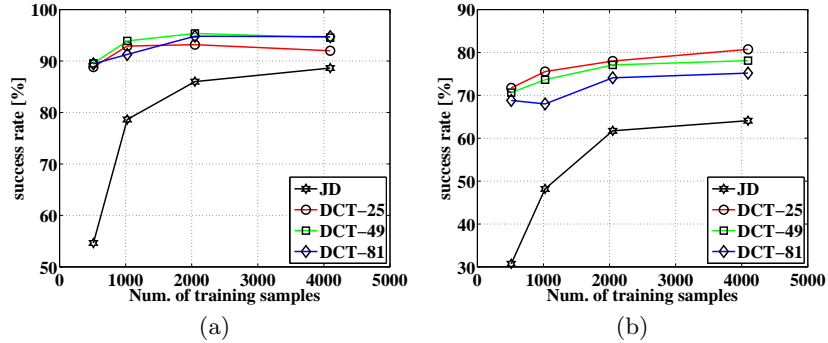 100
90
80
70
60
50
success rate [%]
0
1000
2000
3000
4000
5000
Num. of training samples
JD
DCT−25
DCT−49
DCT−81
(a)
90
80
70
60
50
40
30
success rate [%]
0
1000
2000
3000
4000
5000
Num. of training samples
JD
DCT−25
DCT−49
DCT−81
(b)